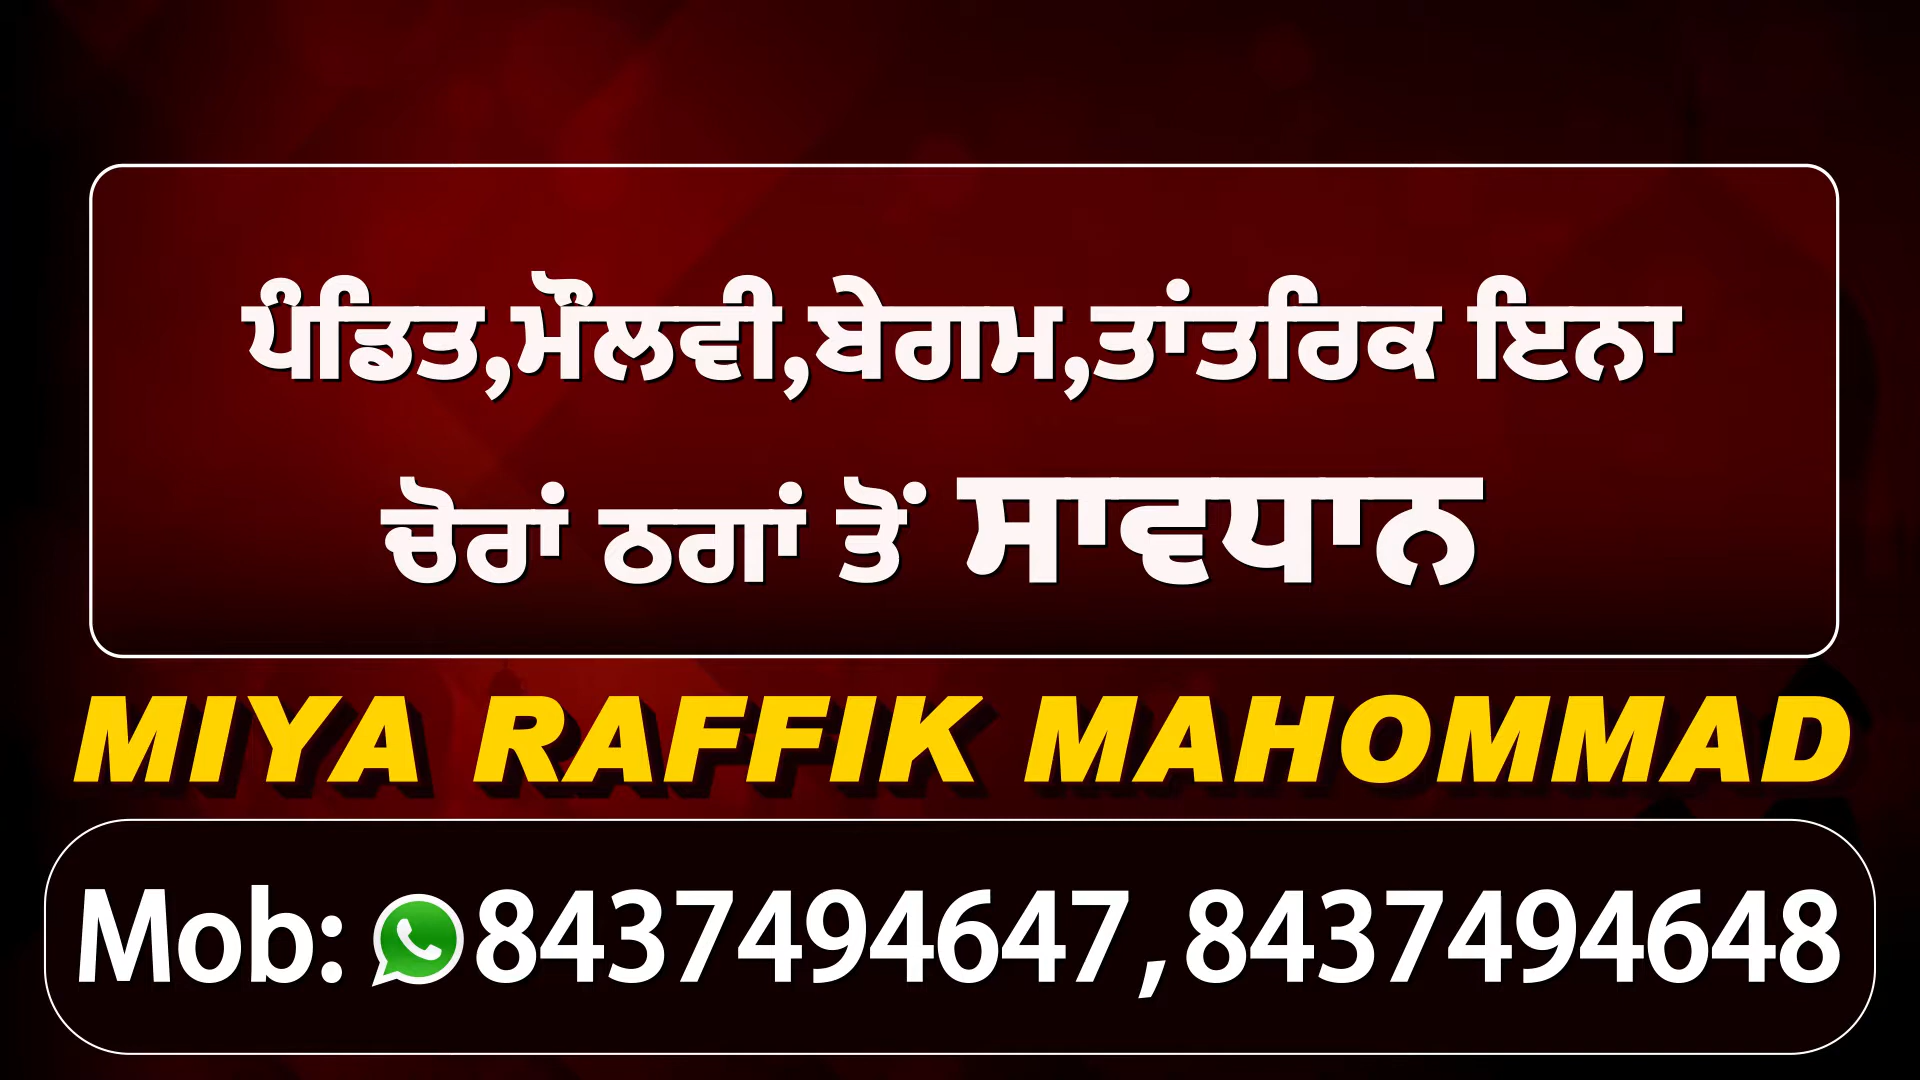 ਪੰਡਿਤ,ਮੌਲਵੀ,ਬੇਗਮ,ਤਾਂਤਰਿਕ ਇਨਾ
ਚੋਰਾਂ ਠਗਾਂ ਤੋਂ ਸਾਵਧਾਨ
MIYA RAFFIK MAHOMMAD
Mob: 8437494647, 8437494648